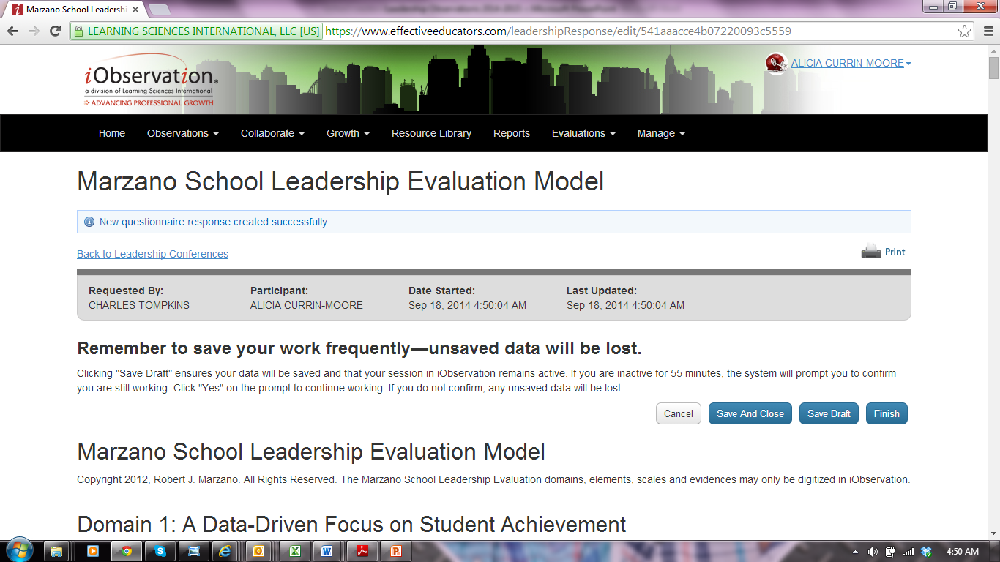 Marzano School Leadershi
LEARNING SCIENCES INTERNATIONAL, LLC [US] https://www.effectiveeducators.com/leadershipResponse/edit/541aaacce4b07220093c5559
iObservation®
a division of Learning Sciences International
ADVANCING PROFESSIONAL GROWTH
ALICIA CURRIN-MOORE
Home Observations Collaborate Growth Resource Library Reports Evaluations Manage
Marzano School Leadership Evaluation Model
New questionnaire response created successfully
Back to Leadership Conferences
Print
Requested By: Participant: Date Started: Last Updated:
CHARLES TOMPKINS ALICIA CURRIN-MOORE Sep 18, 2014 4:50:04 AM Sep 18, 2014 4:50:04 AM
Remember to save your work frequently—unsaved data will be lost.
Clicking "Save Draft" ensures your data will be saved and that your session in iObservation remains active. If you are inactive for 55 minutes, the system will prompt you to confirm
you are still working. Click "Yes" on the prompt to continue working. If you do not confirm, any unsaved data will be lost.
Cancel Save And Close Save Draft Finish
Marzano School Leadership Evaluation Model
Copyright 2012, Robert J. Marzano. All Rights Reserved. The Marzano School Leadership Evaluation domains, elements, scales and evidences may only be digitized in iObservation.
Domain 1: A Data-Driven Focus on Student Achievement
4:50 AM